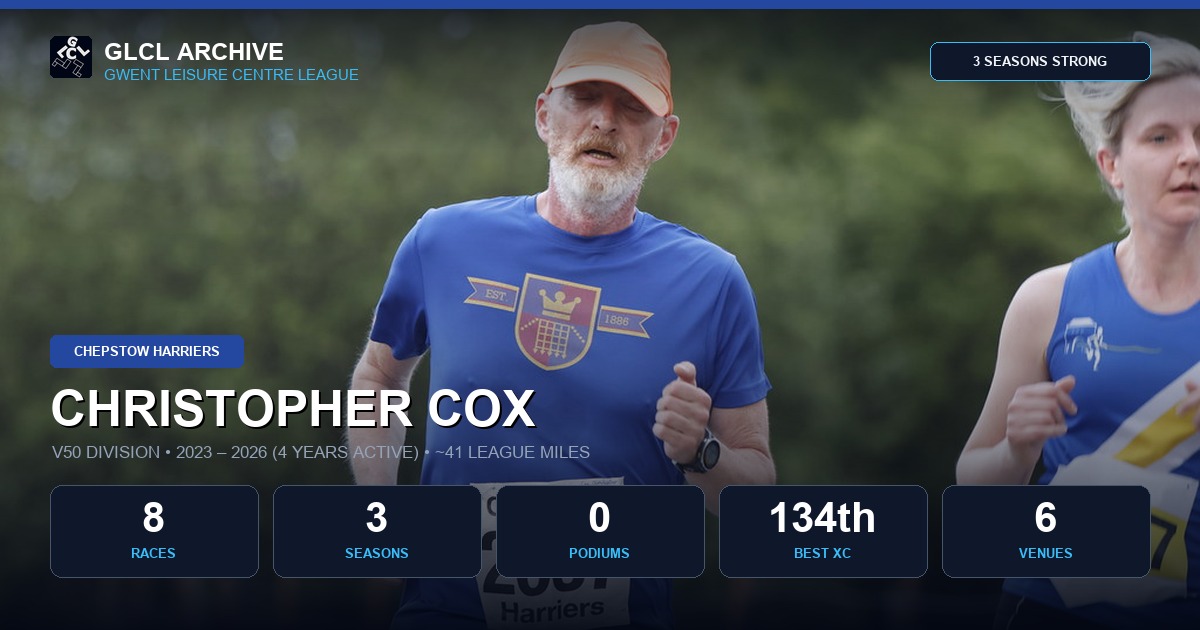 GLCL ARCHIVE
GWENT LEISURE CENTRE LEAGUE
3 SEASONS STRONG
EST.
1886
CHEPSTOW HARRIERS
CHRISTOPHER COX
V50 DIVISION • 2023 – 2026 (4 YEARS ACTIVE) • ~41 LEAGUE MILES
8
RACES
3
SEASONS
0
PODIUMS
134th
BEST XC
6
VENUES
7
Harriers